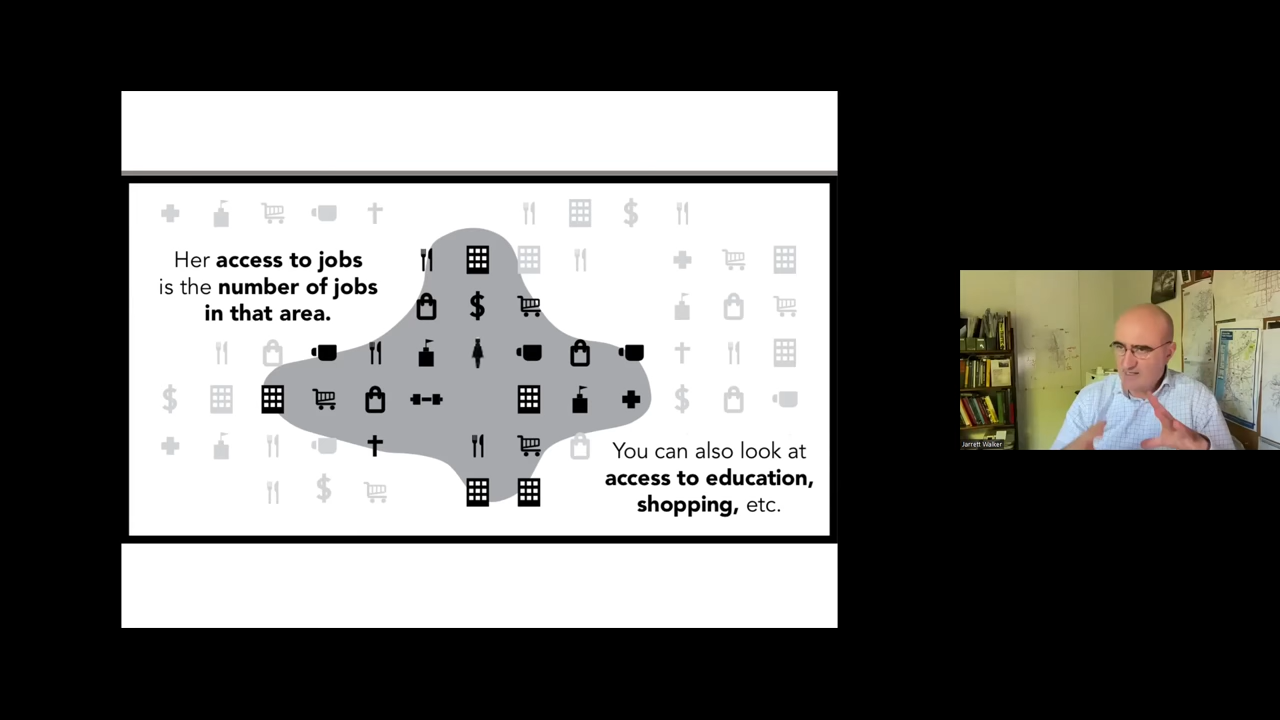 Her access to jobs
is the number of jobs
in that area.
You can also look at
access to education,
shopping, etc.
Jarrett Walker